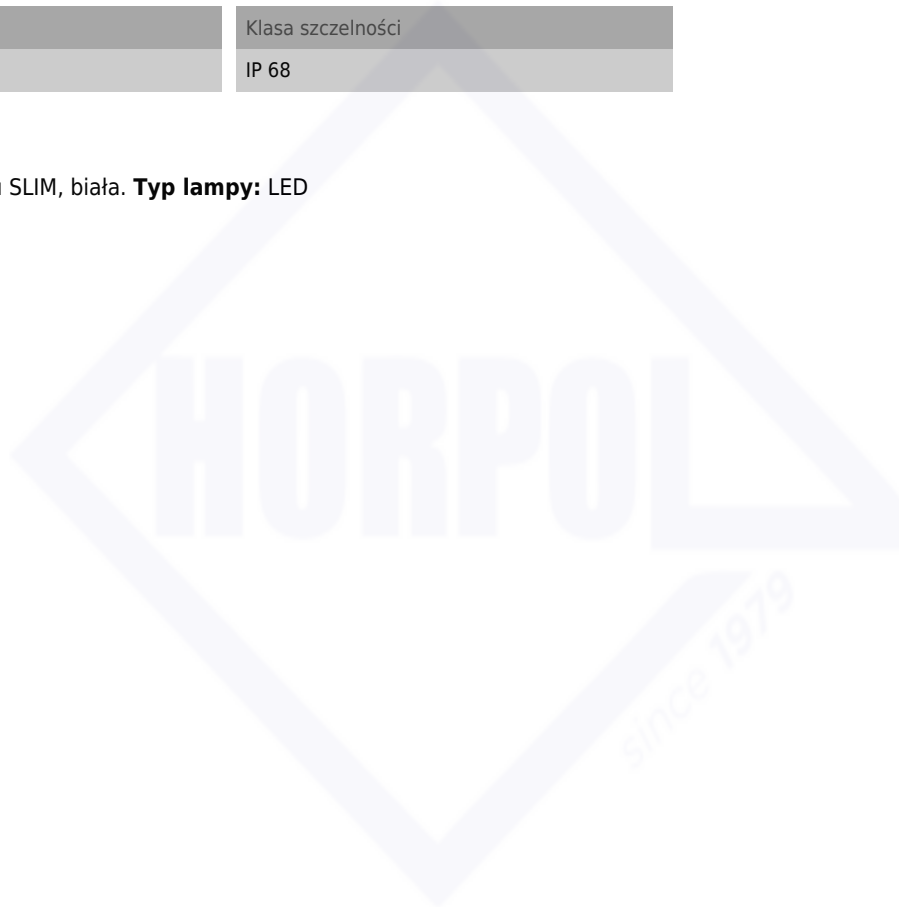 Klasa szczelności
IP 68
SLIM, biała. Typ lampy: LED
HORPOL
since 1979